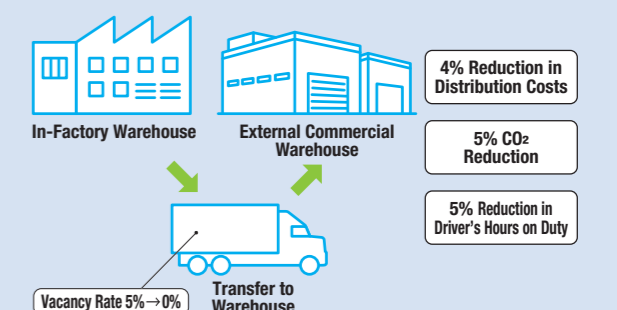 In-Factory Warehouse
External Commercial
Warehouse
4% Reduction in
Distribution Costs
5% CO2
Reduction
5% Reduction in
Driver's Hours on Duty
Vacancy Rate 5%→0%
Transfer to
Warehouse